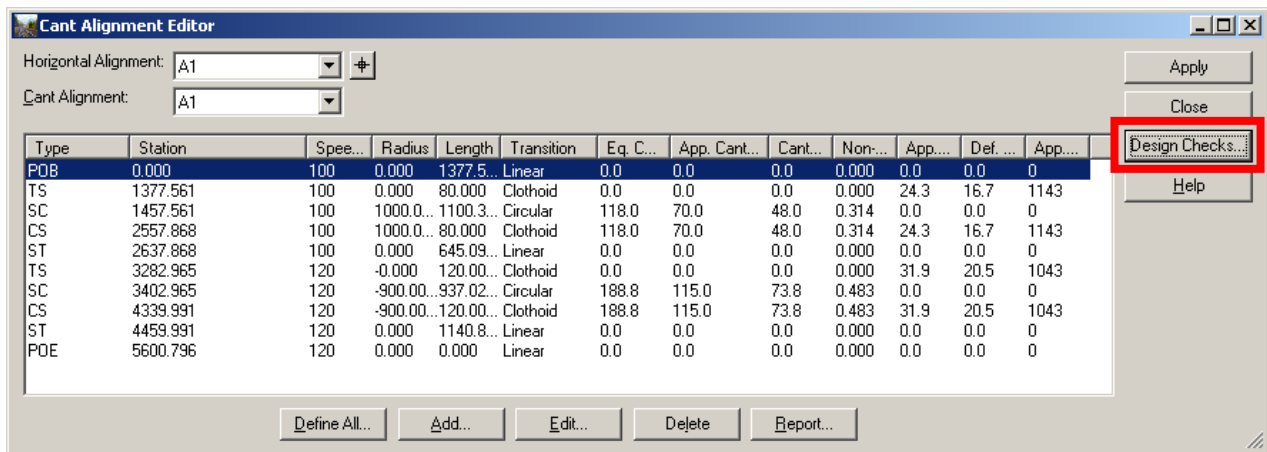 Cant Alignment Editor
Horizontal Alignment: A1
Apply
Cant Alignment: A1
Close
Design Checks...
Help
Type Station Spee... Radius Length Transition Eq. C... App. Cant... Cant... Non-... App.... Def. ... App....
POB 0.000 100 0.000 1377.5... Linear 0.0 0.0 0.0 0.000 0.0 0.0 0
TS 1377.561 100 0.000 80.000 Clothoid 0.0 0.0 0.0 0.000 24.3 16.7 1143
SC 1457.561 100 1000.0... 1100.3... Circular 118.0 70.0 48.0 0.314 0.0 0.0 0
CS 2557.868 100 1000.0... 80.000 Clothoid 118.0 70.0 48.0 0.314 24.3 16.7 1143
ST 2637.868 100 0.000 645.09... Linear 0.0 0.0 0.0 0.000 0.0 0.0 0
TS 3282.965 120 -0.000 120.00... Clothoid 0.0 0.0 0.0 0.000 31.9 20.5 1043
SC 3402.965 120 -900.00... 937.02... Circular 188.8 115.0 73.8 0.483 0.0 0.0 0
CS 4339.991 120 -900.00... 120.00... Clothoid 188.8 115.0 73.8 0.483 31.9 20.5 1043
ST 4459.991 120 0.000 1140.8... Linear 0.0 0.0 0.0 0.000 0.0 0.0 0
POE 5600.796 120 0.000 0.000 Linear 0.0 0.0 0.0 0.000 0.0 0.0 0
Define All... Add... Edit... Delete Report...